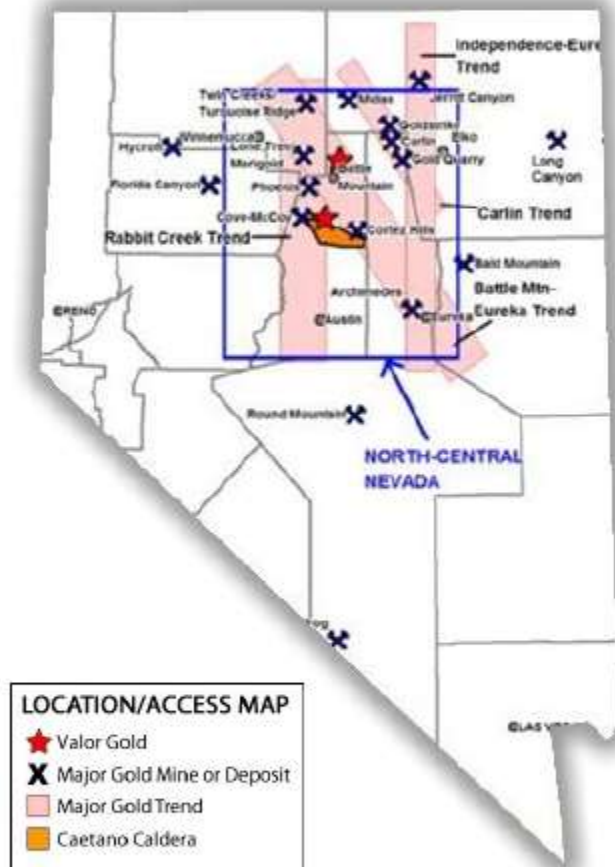 Independence-Eure
Trend
Twin Creeks
Turquoise Ridge
Midas
Jerritt Canyon
Winnemucca
Hycroft
Lone Tree
Marigold
Goldstrike
Carlin
Elko
Gold Quarry
Long
Canyon
Battle
Mountain
Florida Canyon
Phoenix
Cove-McCoy
Carlin Trend
Rabbit Creek Trend
Cortez Hills
Bald Mountain
Battle Mtn-
Eureka Trend
Archimedes
Eureka
RENO
Austin
Round Mountain
NORTH-CENTRAL
NEVADA
LAS VE
LOCATION/ACCESS MAP
Valor Gold
Major Gold Mine or Deposit
Major Gold Trend
Caetano Caldera